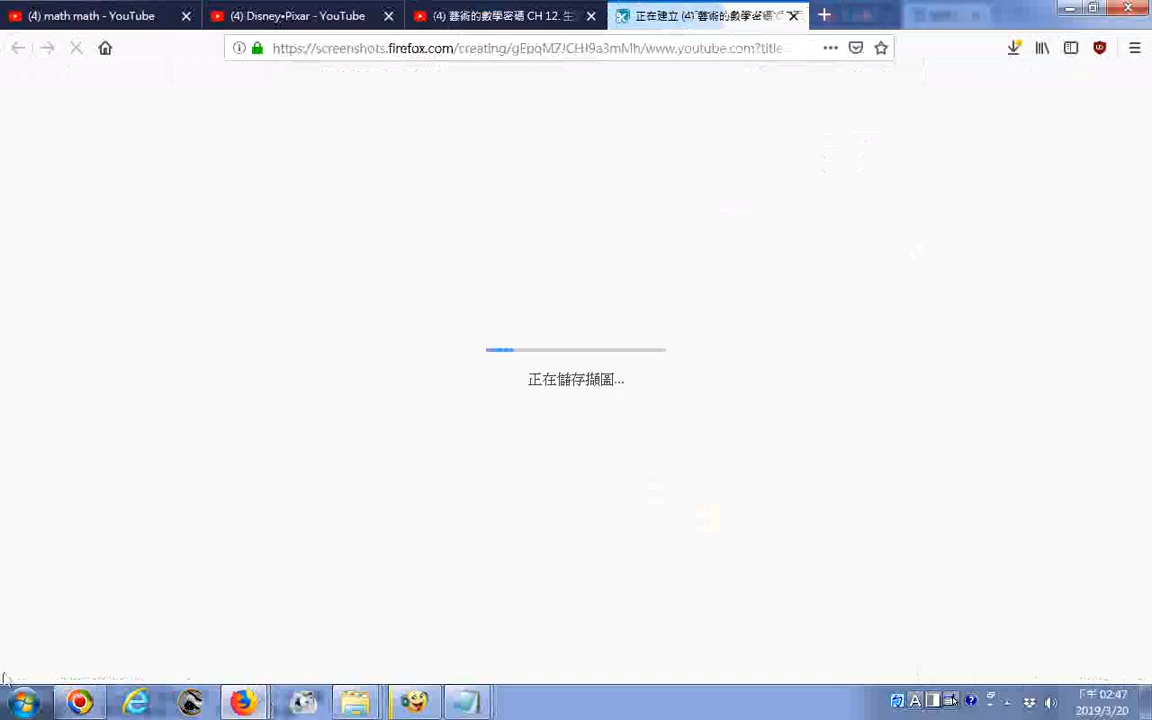 (4) math math - YouTube
(4) Disney•Pixar - YouTube
(4) 藝術的數學密碼 CH 12. 生
正在建立 (4) 藝術的數學密碼
https://screenshots.firefox.com/creating/gEpqM7JCHI9a3mMh/www.youtube.com?title
正在儲存擷圖...
下午 02:47
2019/3/20